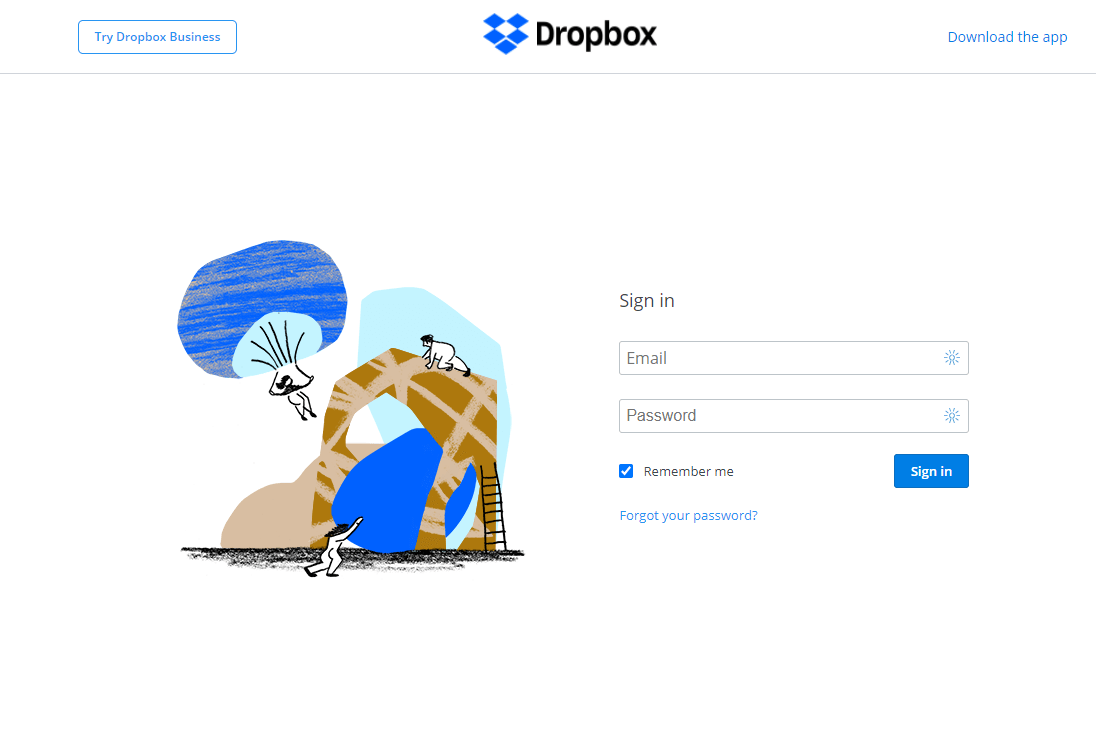 Try Dropbox Business
Dropbox
Download the app
Sign in
Email
Password
Remember me
Sign in
Forgot your password?